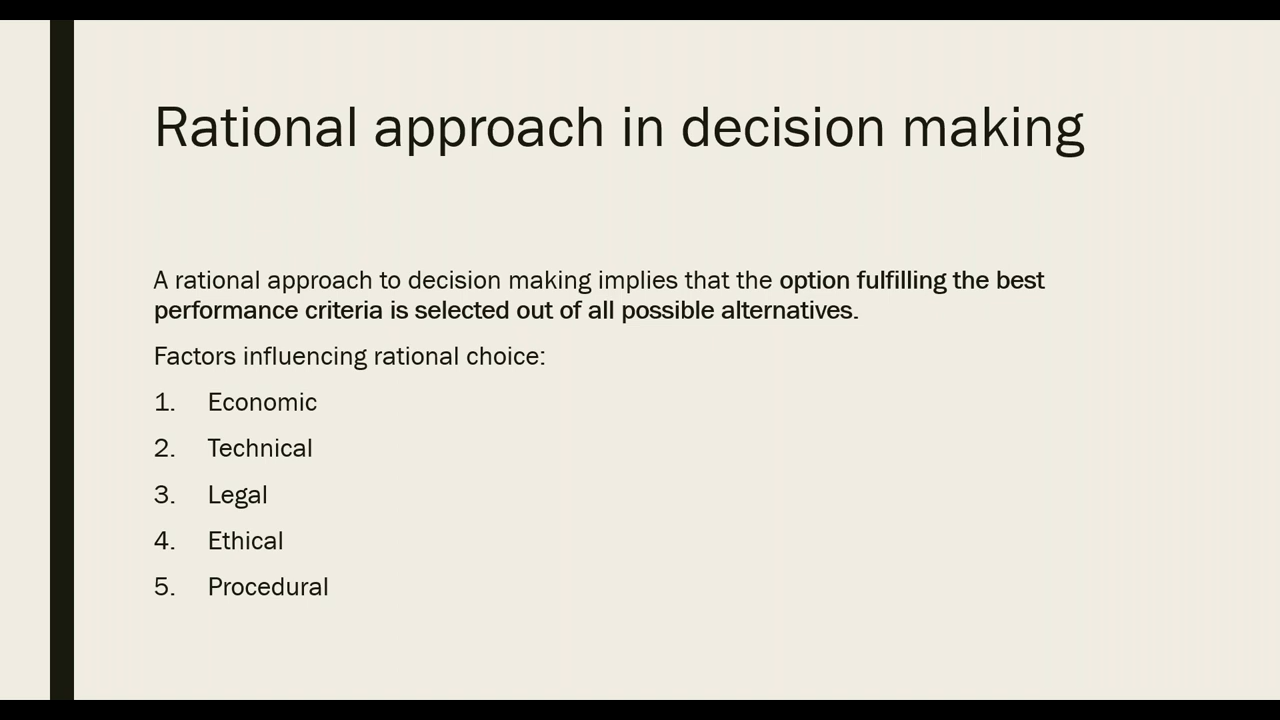 Rational approach in decision making
A rational approach to decision making implies that the option fulfilling the best
performance criteria is selected out of all possible alternatives.
Factors influencing rational choice:
1. Economic
2. Technical
3. Legal
4. Ethical
5. Procedural